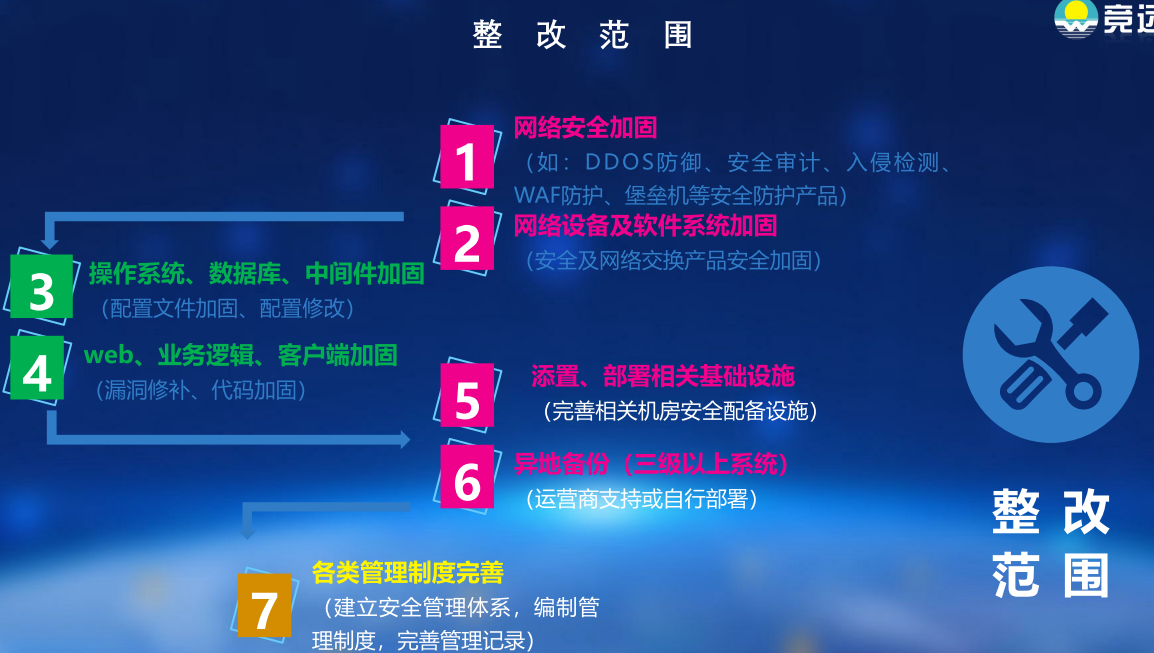 整 改 范 围
竞远
1
网络安全加固
（如：DDOS防御、安全审计、入侵检测、
WAF防护、堡垒机等安全防护产品）
2
网络设备及软件系统加固
（安全及网络交换产品安全加固）
3
操作系统、数据库、中间件加固
（配置文件加固、配置修改）
4
web、业务逻辑、客户端加固
（漏洞修补、代码加固）
5
添置、部署相关基础设施
（完善相关机房安全配备设施）
6
异地备份（三级以上系统）
（运营商支持或自行部署）
7
各类管理制度完善
（建立安全管理体系，编制管
理制度，完善管理记录）
整 改
范 围